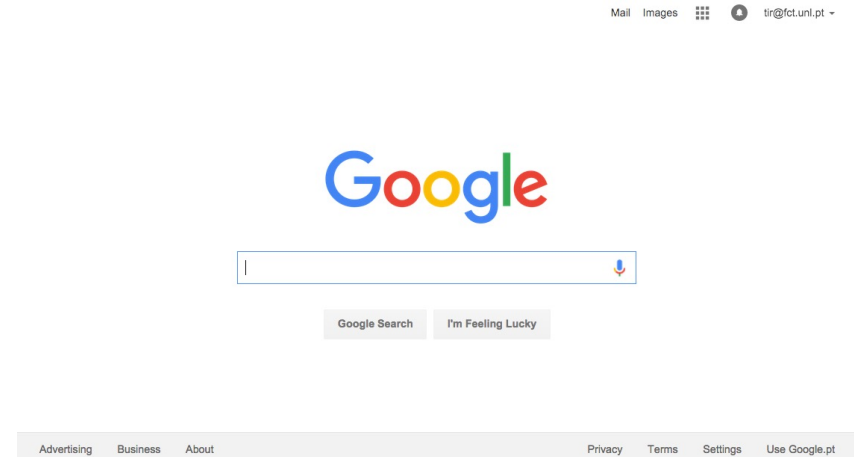 Mail Images tir@fct.unl.pt
Google
Google Search I'm Feeling Lucky
Advertising Business About Privacy Terms Settings Use Google.pt